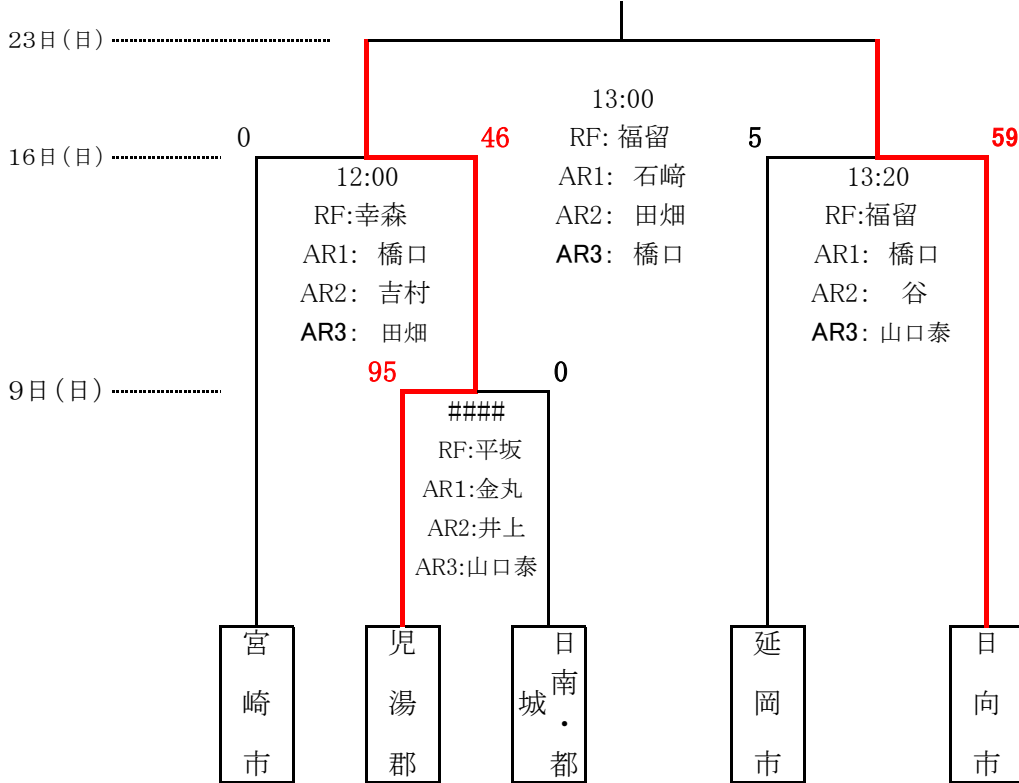 23日(日)
13:00
RF: 福留
AR1: 石﨑
AR2: 田畑
AR3: 橋口
16日(日)
0
46
12:00
RF:幸森
AR1: 橋口
AR2: 吉村
AR3: 田畑
5
59
13:20
RF:福留
AR1: 橋口
AR2: 谷
AR3: 山口泰
9日(日)
95
0
####
RF:平坂
AR1:金丸
AR2:井上
AR3:山口泰
宮崎市
児湯郡
日南・都城
延岡市
日向市